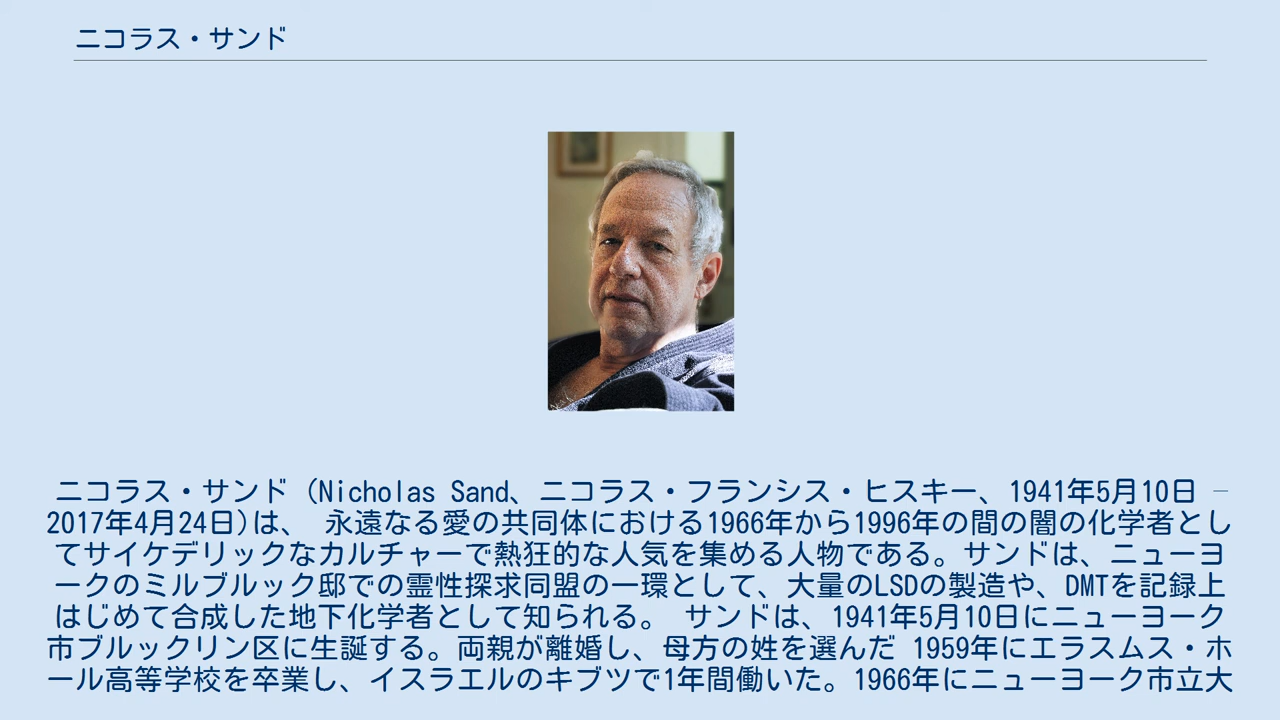 ニコラス・サンド
ニコラス・サンド (Nicholas Sand、ニコラス・フランシス・ヒスキー、1941年5月10日 –
2017年4月24日)は、 永遠なる愛の共同体における1966年から1996年の間の闇の化学者とし
てサイケデリックなカルチャーで熱狂的な人気を集める人物である。サンドは、ニューヨ
ークのミルブルック邸での霊性探求同盟の一環として、大量のLSDの製造や、DMTを記録上
はじめて合成した地下化学者として知られる。 サンドは、1941年5月10日にニューヨーク
市ブルックリン区に生誕する。両親が離婚し、母方の姓を選んだ 1959年にエラスムス・ホ
ール高等学校を卒業し、イスラエルのキブツで1年間働いた。1966年にニューヨーク市立大